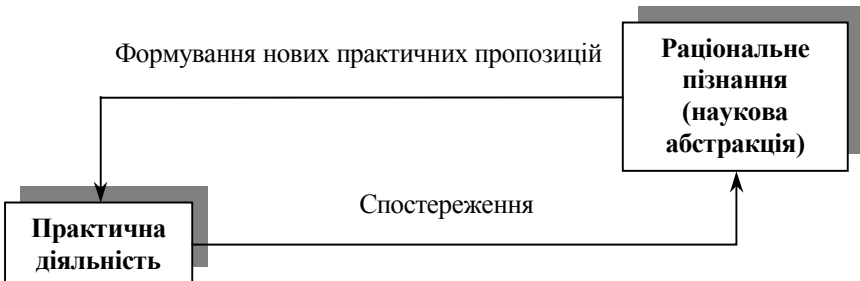 Формування нових практичних пропозицій
Раціональне
пізнання
(наукова
абстракція)
Спостереження
Практична
діяльність